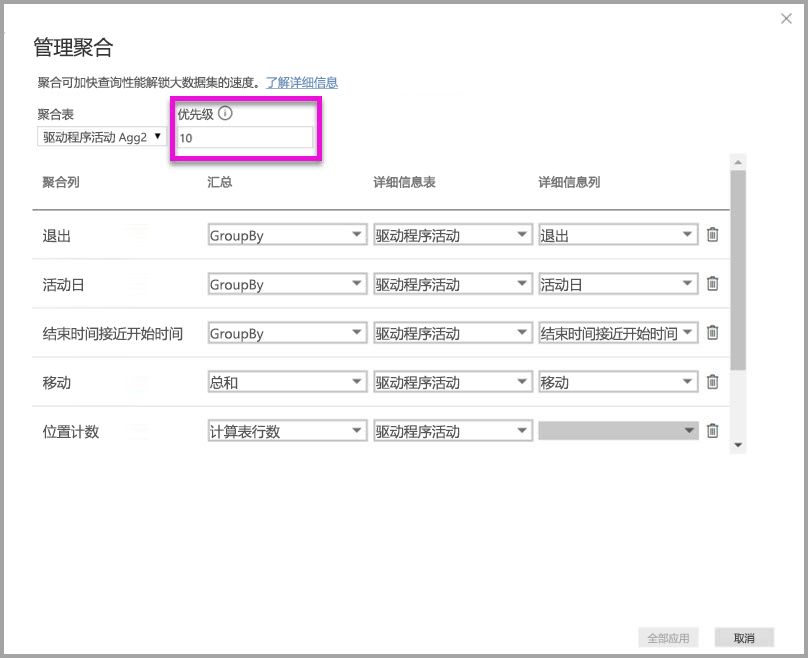 管理聚合
聚合可加快查询性能解锁大数据集的速度。了解详细信息
聚合表 优先级
驱动程序活动 Agg2 10
聚合列 汇总 详细信息表 详细信息列
退出 GroupBy 驱动程序活动 退出
活动日 GroupBy 驱动程序活动 活动日
结束时间接近开始时间 GroupBy 驱动程序活动 结束时间接近开始时间
移动 总和 驱动程序活动 移动
位置计数 计算表行数 驱动程序活动
全部应用 取消